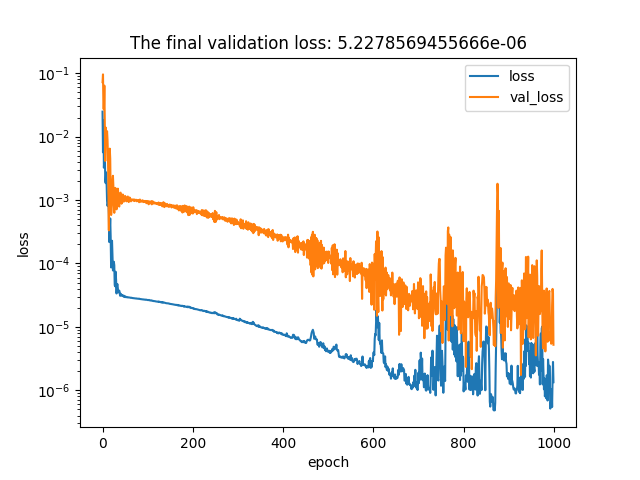 The final validation loss: 5.2278569455666e-06
loss
val_loss
10⁻¹
10⁻²
10⁻³
10⁻⁴
10⁻⁵
10⁻⁶
loss
0 200 400 600 800 1000
epoch